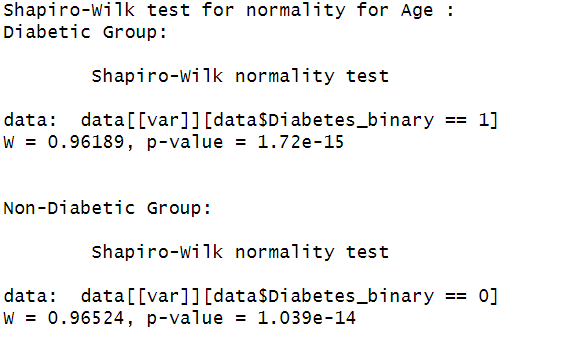 Shapiro-Wilk test for normality for Age :
Diabetic Group:
Shapiro-Wilk normality test
data:  data[[var]][data$Diabetes_binary == 1]
W = 0.96189, p-value = 1.72e-15
Non-Diabetic Group:
Shapiro-Wilk normality test
data:  data[[var]][data$Diabetes_binary == 0]
W = 0.96524, p-value = 1.039e-14